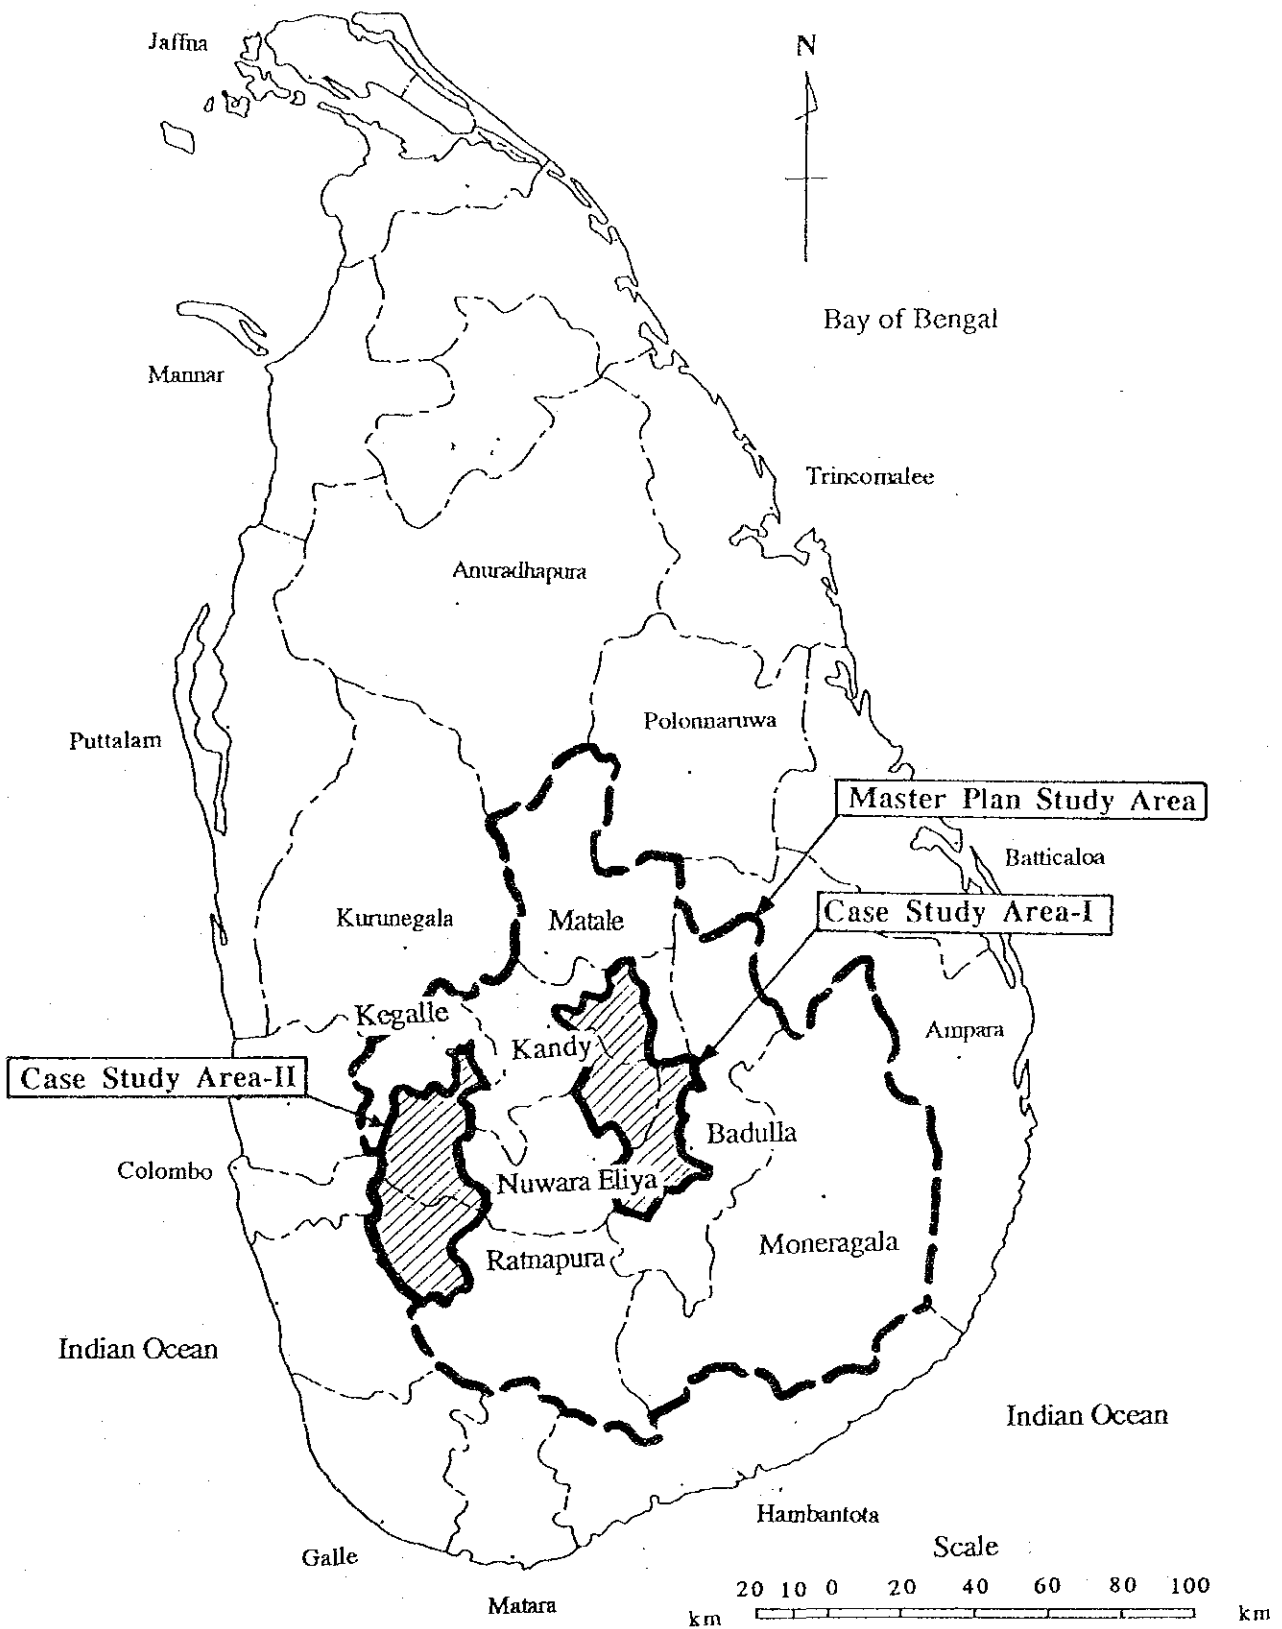 Jaffna
N
Bay of Bengal
Mannar
Trincomalee
Anuradhapura
Polonnaruwa
Puttalam
Master Plan Study Area
Batticaloa
Case Study Area-I
Kurunegala
Matale
Kegalle
Ampara
Kandy
Case Study Area-II
Badulla
Colombo
Nuwara Eliya
Moneragala
Ratnapura
Indian Ocean
Indian Ocean
Hambantota
Scale
Galle
20 10 0 20 40 60 80 100
Matara
km km